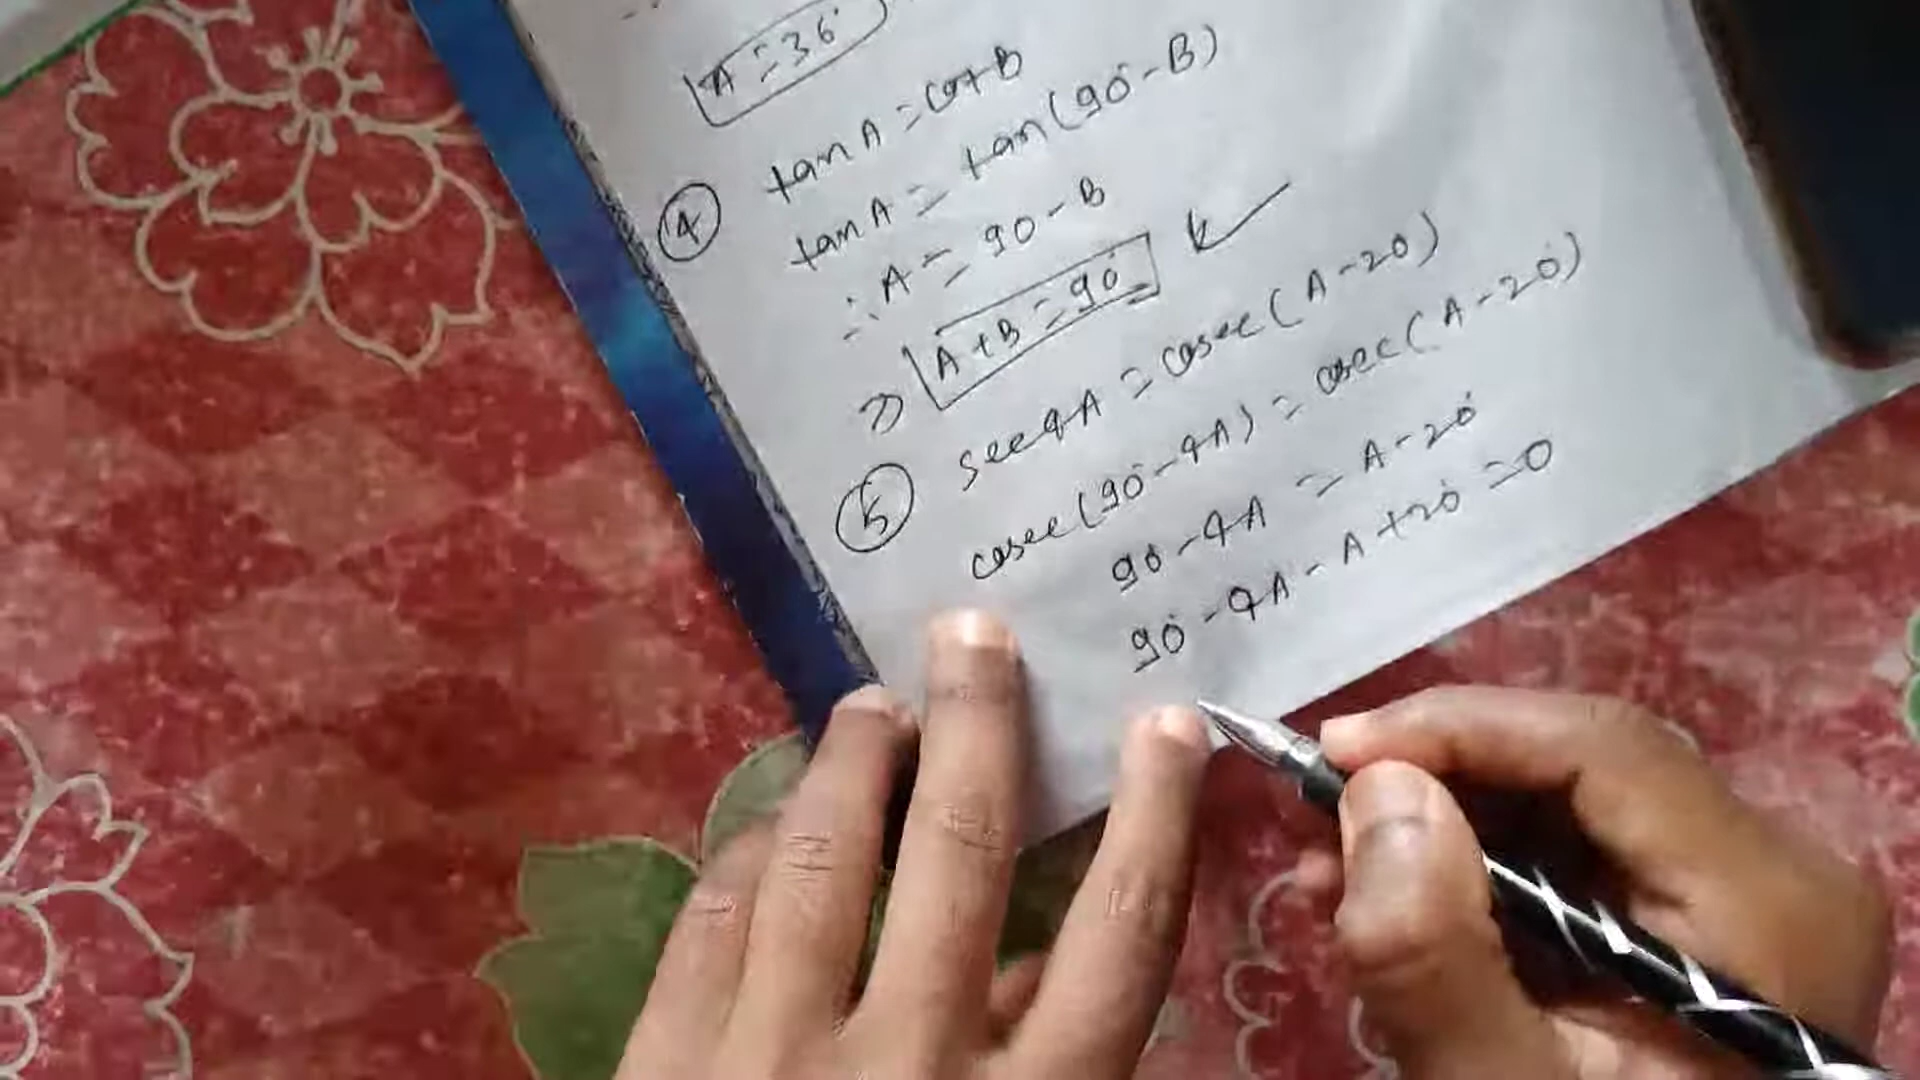 A = 36°
④ tan A = cot B
tan A = tan (90° - B)
∴ A = 90 - B
⇒ A + B = 90°
⑤ sec 4A = cosec (A - 20°)
cosec (90° - 4A) = cosec (A - 20°)
90° - 4A = A - 20°
90° - 4A - A + 20° = 0